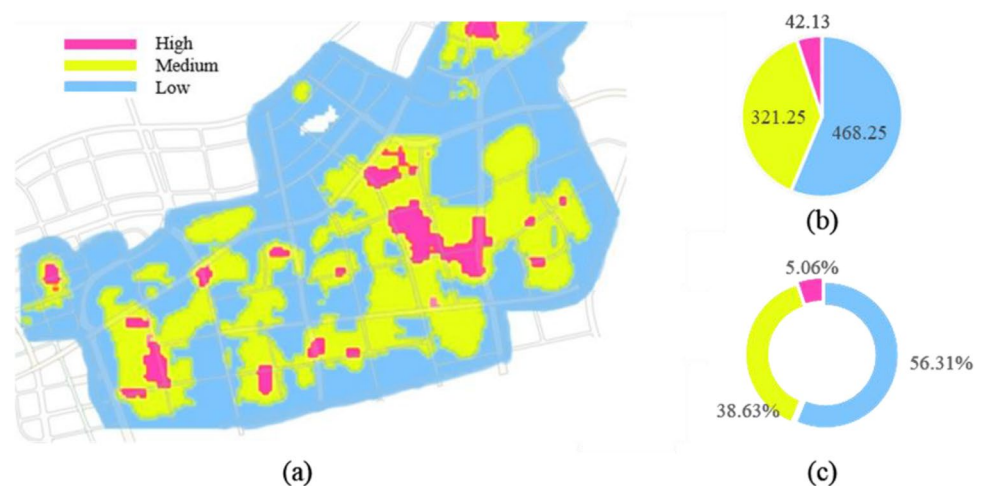 High
Medium
Low
(a)
42.13
321.25
468.25
(b)
5.06%
56.31%
38.63%
(c)